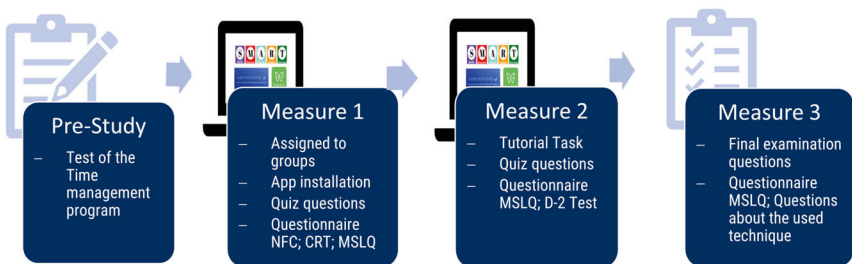 S M A R T
S M A R T
Pre-Study
– Test of the
Time
management
program
Measure 1
– Assigned to
groups
– App installation
– Quiz questions
– Questionnaire
NFC; CRT; MSLQ
Measure 2
– Tutorial Task
– Quiz questions
– Questionnaire
MSLQ; D-2 Test
Measure 3
– Final examination
questions
– Questionnaire
MSLQ; Questions
about the used
technique